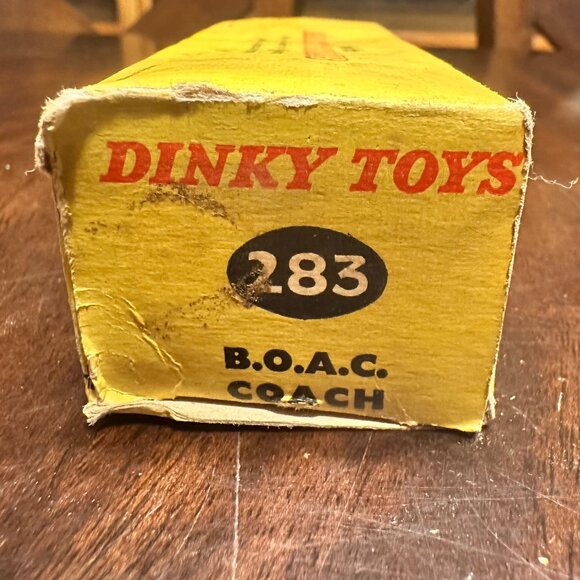 DINKY TOYS
283
B.O.A.C.
COACH